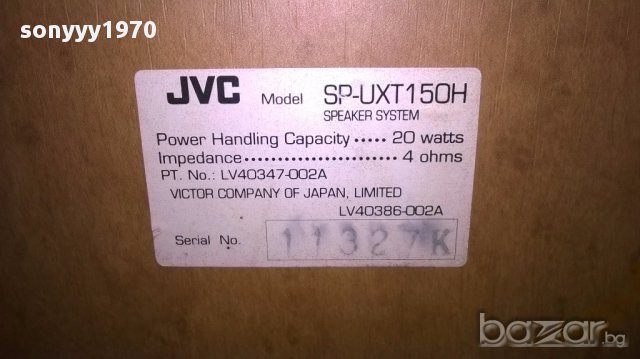 sonyyy1970
JVC Model SP-UXT150H
SPEAKER SYSTEM
Power Handling Capacity ..... 20 watts
Impedance ...................... 4 ohms
PT. No.: LV40347-002A
VICTOR COMPANY OF JAPAN, LIMITED
LV40386-002A
Serial No. 11327K
bazar.bg